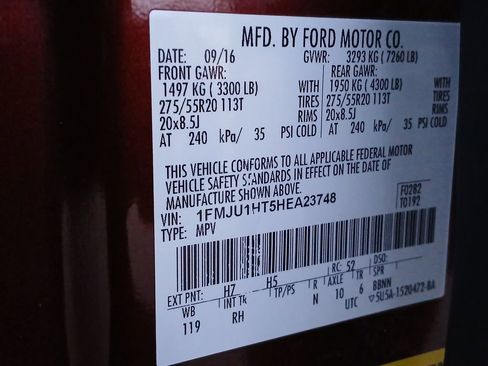 MFD. BY FORD MOTOR CO.
DATE: 09/16 GVWR: 3293 KG ( 7260 LB)
FRONT GAWR: REAR GAWR:
1497 KG ( 3300 LB) WITH 1950 KG ( 4300 LB) WITH
275/55R20 113T TIRES 275/55R20 113T TIRES
20x8.5J RIMS 20x8.5J RIMS
AT 240 kPa/ 35 PSI COLD AT 240 kPa/ 35 PSI COLD
THIS VEHICLE CONFORMS TO ALL APPLICABLE FEDERAL MOTOR
VEHICLE SAFETY STANDARDS IN EFFECT ON THE DATE OF
MANUFACTURE SHOWN ABOVE.
VIN: 1FMJU1HT5HEA23748 F0282
TYPE: MPV T0192
EXT PNT: H7 H5 RC: 52 DSO:
WB INT TR TP/PS R AXLE TR SPR
119 RH N 10 6 BBNN
UTC ▽5U5A-1520472-BA